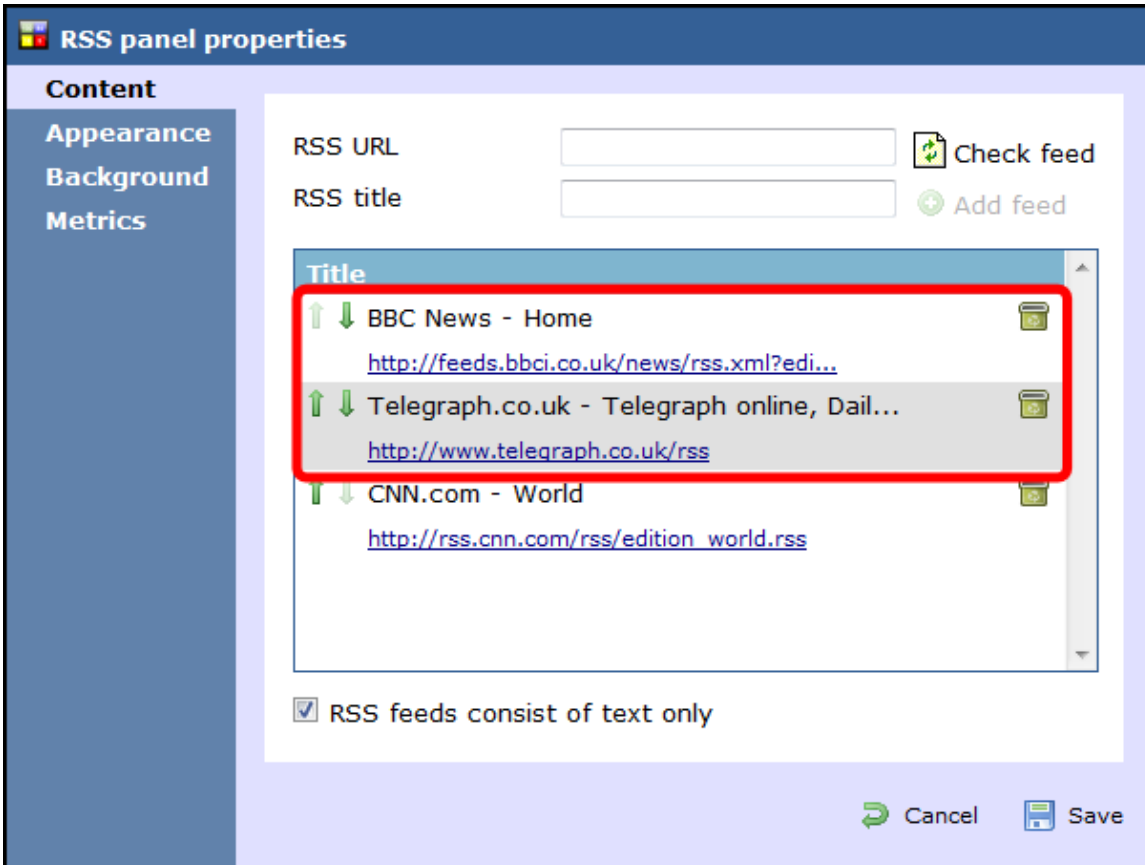 RSS panel properties
Content
Appearance
Background
Metrics
RSS URL
Check feed
RSS title
Add feed
Title
BBC News - Home
http://feeds.bbci.co.uk/news/rss.xml?edi...
Telegraph.co.uk - Telegraph online, Dail...
http://www.telegraph.co.uk/rss
CNN.com - World
http://rss.cnn.com/rss/edition_world.rss
RSS feeds consist of text only
Cancel
Save